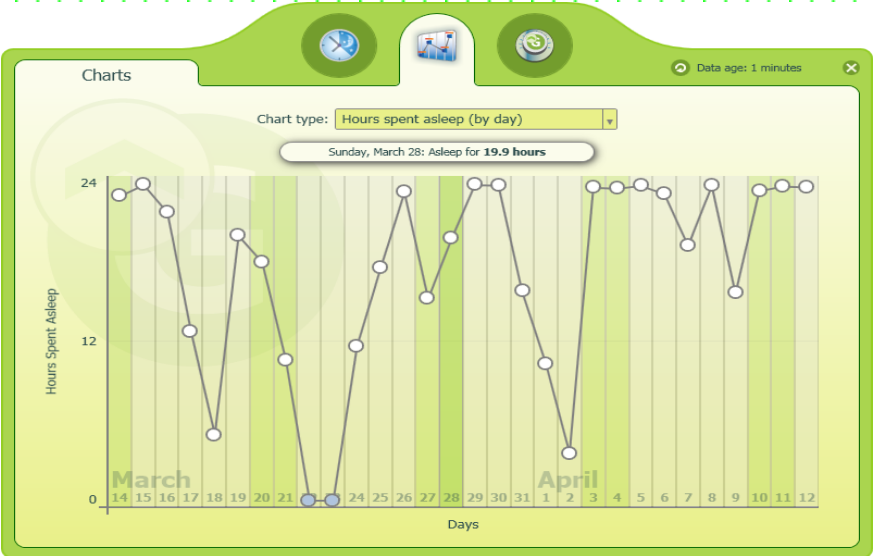 Charts
Data age: 1 minutes
Chart type: Hours spent asleep (by day)
Sunday, March 28: Asleep for 19.9 hours
24
12
0
Hours Spent Asleep
March
April
14 15 16 17 18 19 20 21 24 25 26 27 28 29 30 31 1 2 3 4 5 6 7 8 9 10 11 12
Days